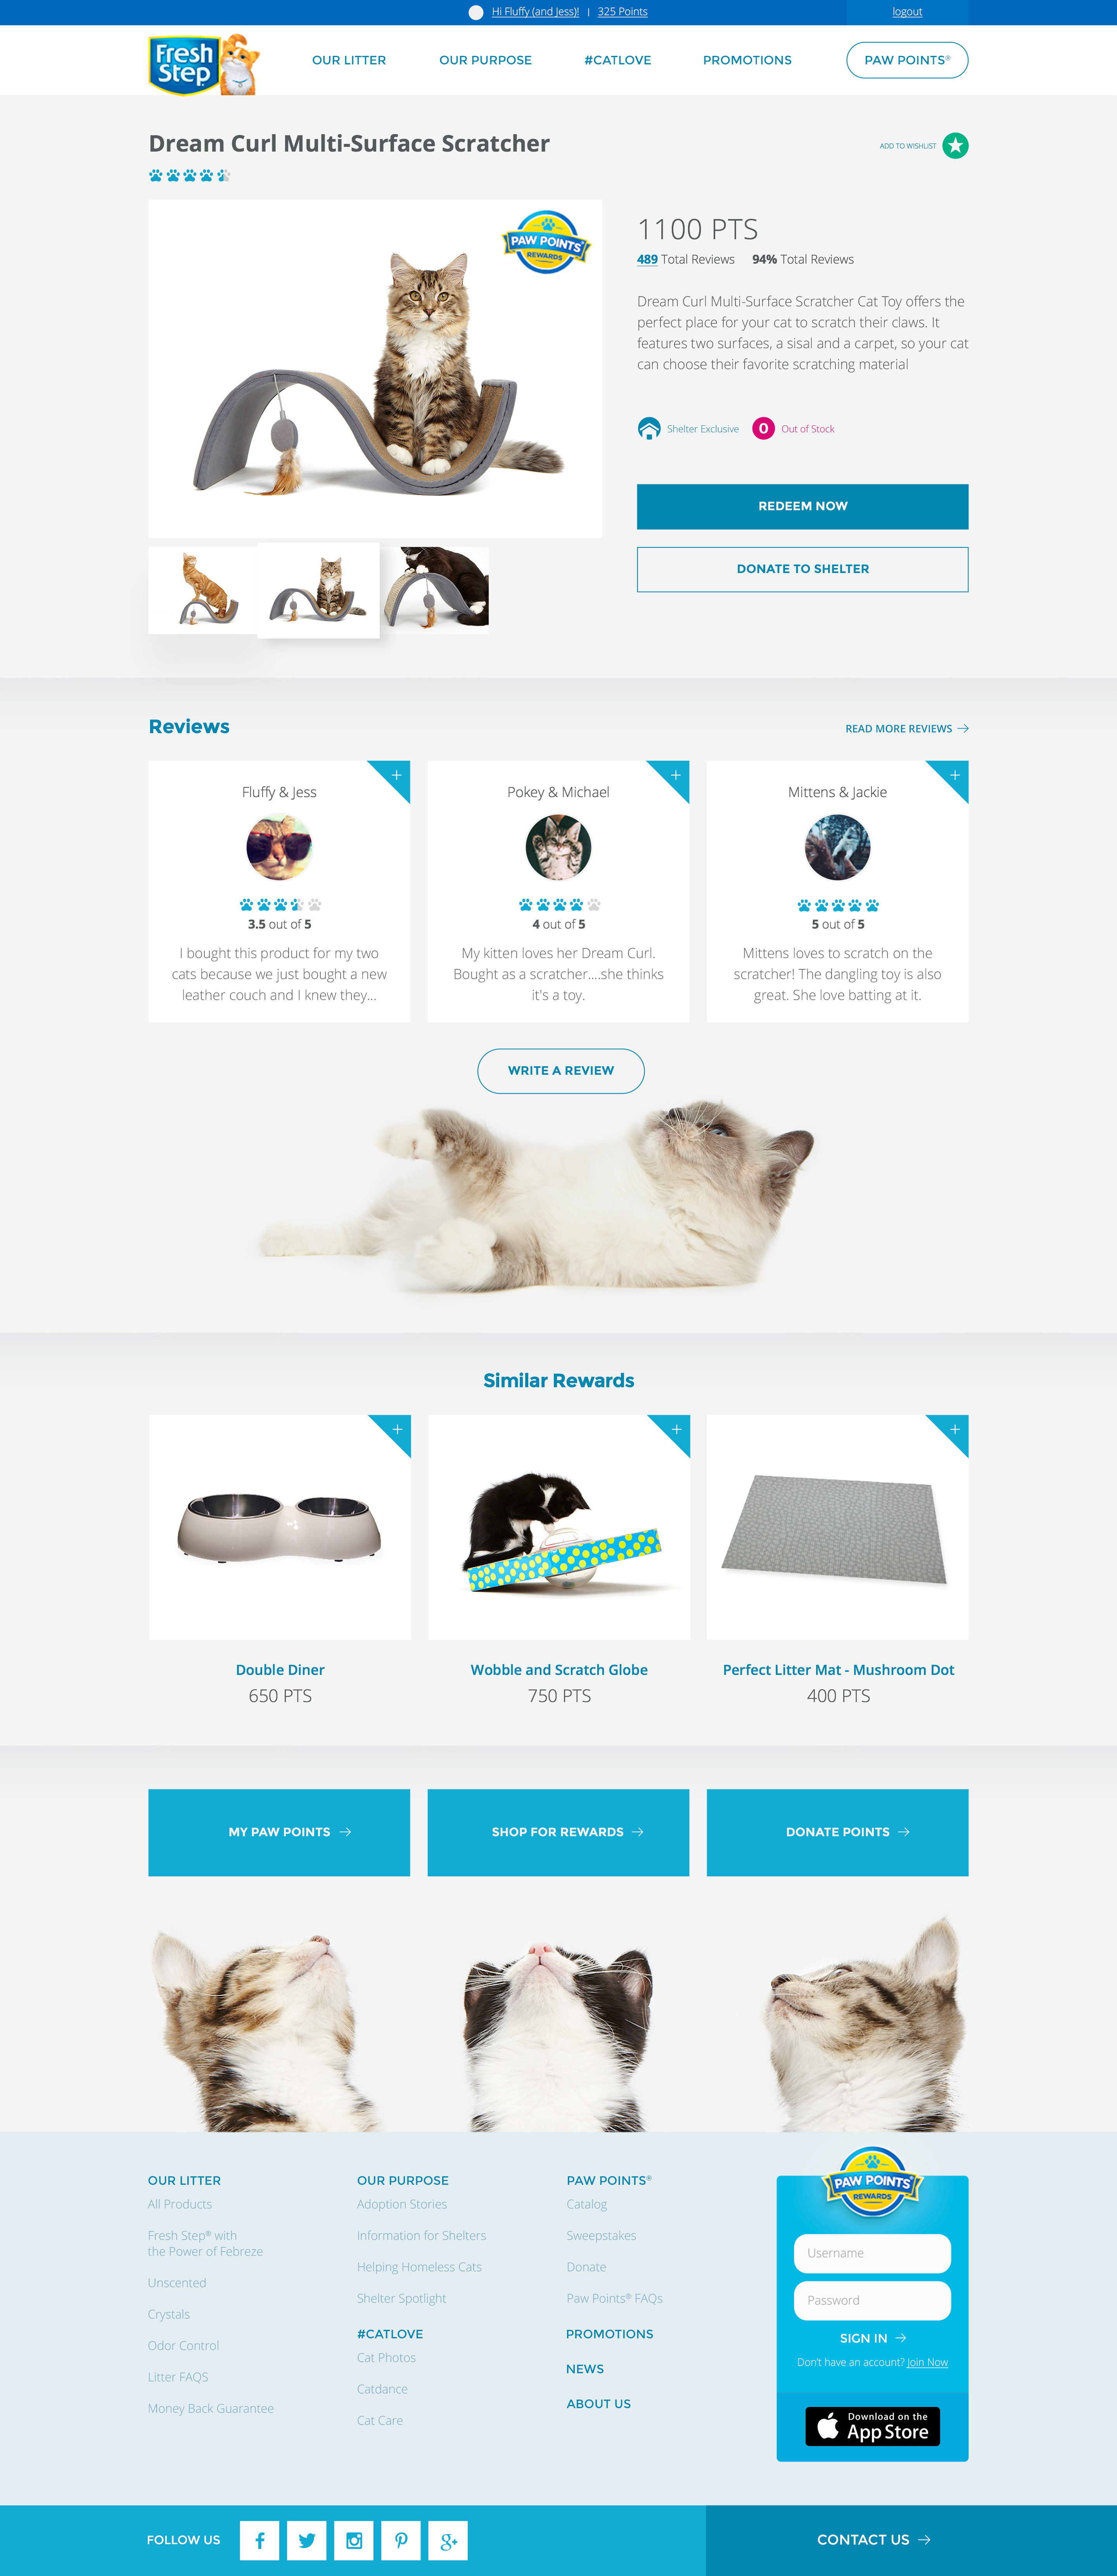 Hi Fluffy (and Jess)! | 325 Points
logout
Fresh
Step.
OUR LITTER
OUR PURPOSE
#CATLOVE
PROMOTIONS
PAW POINTS®
Dream Curl Multi-Surface Scratcher
ADD TO WISHLIST
PAW POINTS
REWARDS
1100 PTS
489 Total Reviews 94% Total Reviews
Dream Curl Multi-Surface Scratcher Cat Toy offers the
perfect place for your cat to scratch their claws. It
features two surfaces, a sisal and a carpet, so your cat
can choose their favorite scratching material
Shelter Exclusive
0 Out of Stock
REDEEM NOW
DONATE TO SHELTER
Reviews
READ MORE REVIEWS →
Fluffy & Jess
3.5 out of 5
I bought this product for my two
cats because we just bought a new
leather couch and I knew they...
Pokey & Michael
4 out of 5
My kitten loves her Dream Curl.
Bought as a scratcher....she thinks
it's a toy.
Mittens & Jackie
5 out of 5
Mittens loves to scratch on the
scratcher! The dangling toy is also
great. She love batting at it.
WRITE A REVIEW
Similar Rewards
Double Diner
650 PTS
Wobble and Scratch Globe
750 PTS
Perfect Litter Mat - Mushroom Dot
400 PTS
MY PAW POINTS →
SHOP FOR REWARDS →
DONATE POINTS →
OUR LITTER
All Products
Fresh Step® with
the Power of Febreze
Unscented
Crystals
Odor Control
Litter FAQS
Money Back Guarantee
OUR PURPOSE
Adoption Stories
Information for Shelters
Helping Homeless Cats
Shelter Spotlight
#CATLOVE
Cat Photos
Catdance
Cat Care
PAW POINTS®
Catalog
Sweepstakes
Donate
Paw Points® FAQs
PROMOTIONS
NEWS
ABOUT US
PAW POINTS
REWARDS
Username
Password
SIGN IN →
Don't have an account? Join Now
Download on the
App Store
FOLLOW US
CONTACT US →